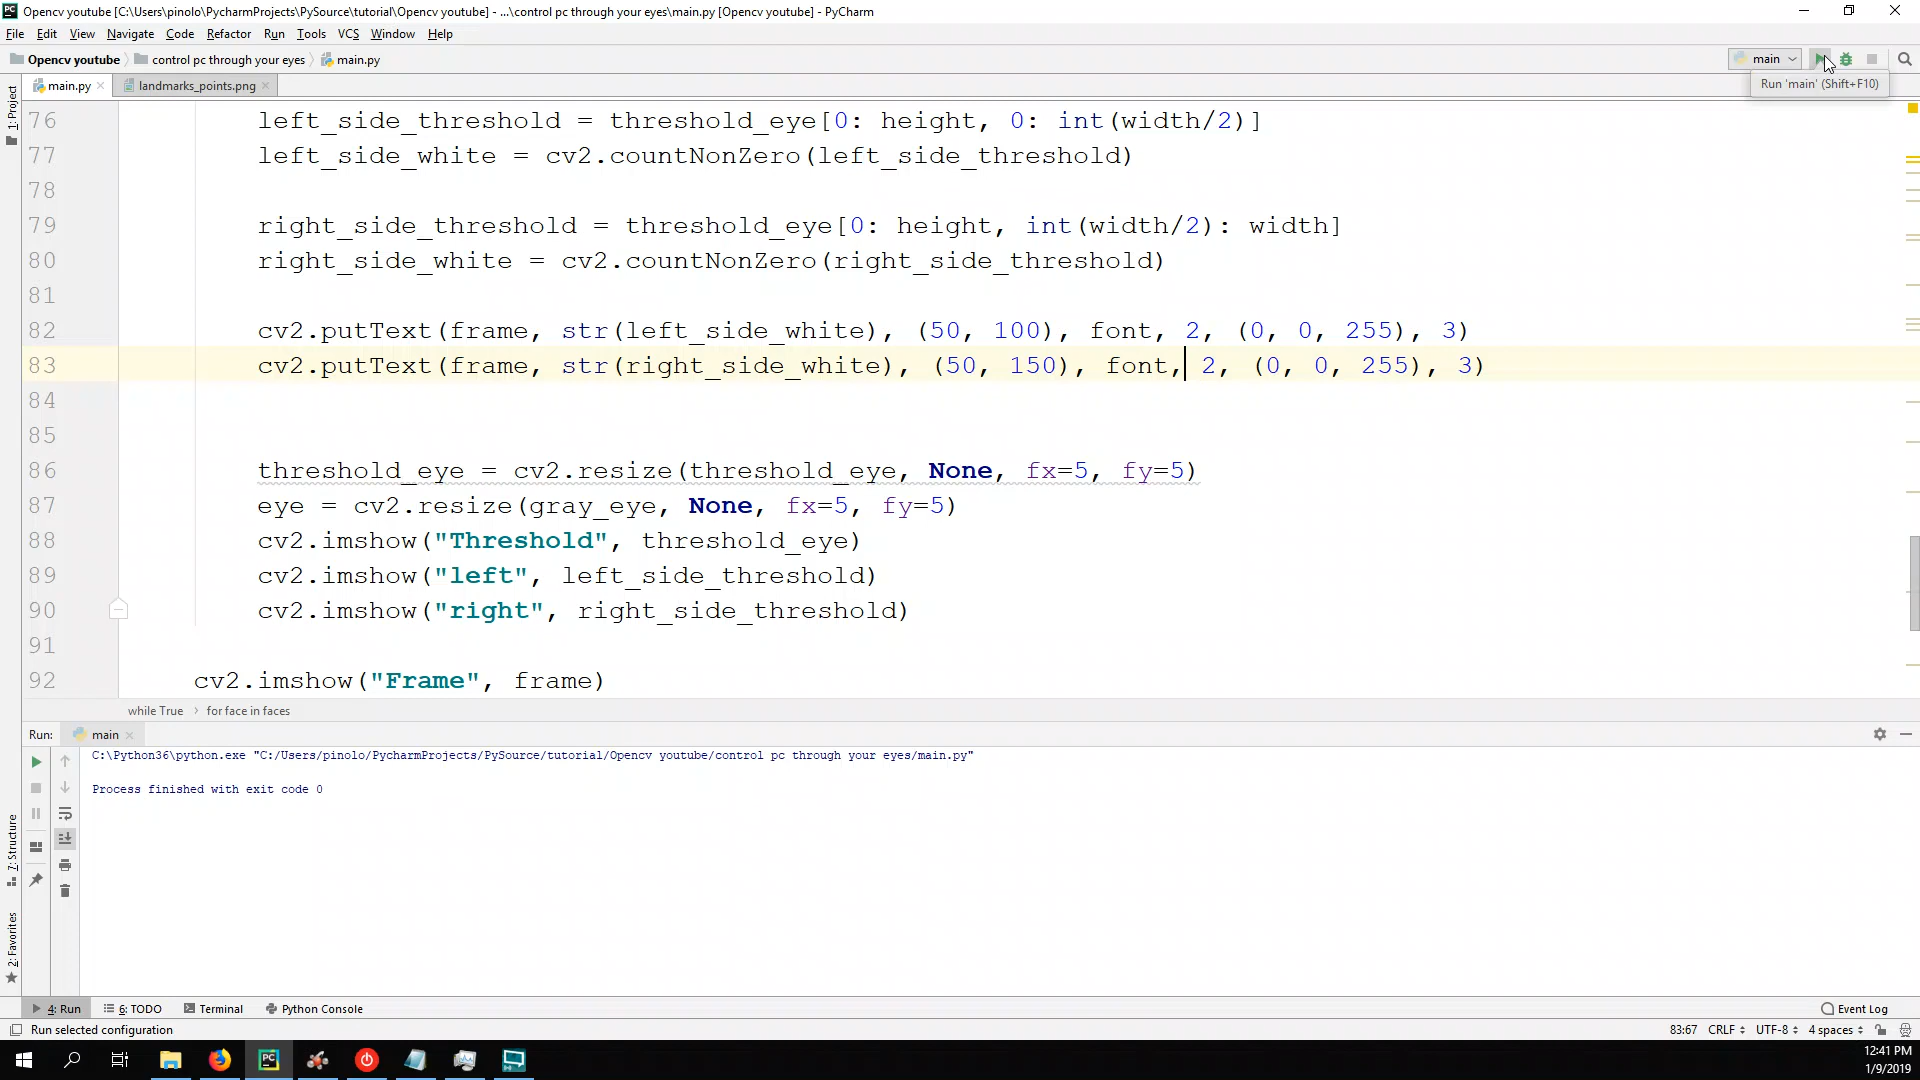 Opencv youtube [C:\Users\pinolo\PycharmProjects\PySource\tutorial\Opencv youtube] - ...\control pc through your eyes\main.py [Opencv youtube] - PyCharm
File Edit View Navigate Code Refactor Run Tools VCS Window Help
Opencv youtube control pc through your eyes main.py main
main.py landmarks_points.png Run 'main' (Shift+F10)
1: Project
76 left_side_threshold = threshold_eye[0: height, 0: int(width/2)]
77 left_side_white = cv2.countNonZero(left_side_threshold)
78
79 right_side_threshold = threshold_eye[0: height, int(width/2): width]
80 right_side_white = cv2.countNonZero(right_side_threshold)
81
82 cv2.putText(frame, str(left_side_white), (50, 100), font, 2, (0, 0, 255), 3)
83 cv2.putText(frame, str(right_side_white), (50, 150), font, 2, (0, 0, 255), 3)
84
85
86 threshold_eye = cv2.resize(threshold_eye, None, fx=5, fy=5)
87 eye = cv2.resize(gray_eye, None, fx=5, fy=5)
88 cv2.imshow("Threshold", threshold_eye)
89 cv2.imshow("left", left_side_threshold)
90 cv2.imshow("right", right_side_threshold)
91
92 cv2.imshow("Frame", frame)
while True for face in faces
Run: main
C:\Python36\python.exe "C:/Users/pinolo/PycharmProjects/PySource/tutorial/Opencv youtube/control pc through your eyes/main.py"
Process finished with exit code 0
7: Structure
2: Favorites
4: Run 6: TODO Terminal Python Console Event Log
Run selected configuration 83:67 CRLF UTF-8 4 spaces
PC
12:41 PM
1/9/2019